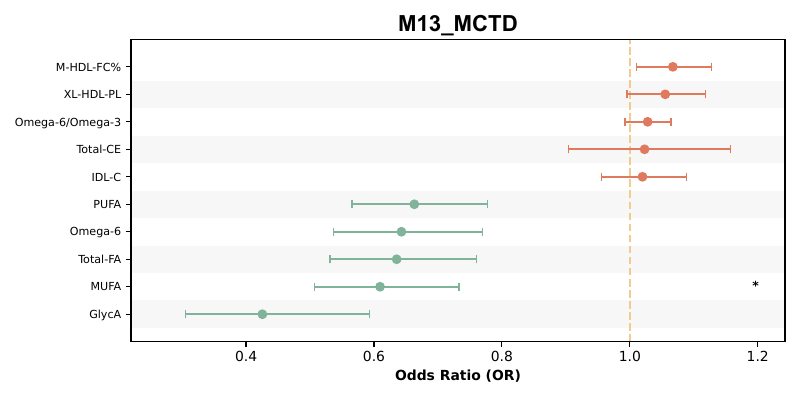 M13_MCTD
M-HDL-FC%
XL-HDL-PL
Omega-6/Omega-3
Total-CE
IDL-C
PUFA
Omega-6
Total-FA
MUFA *
GlycA
0.4 0.6 0.8 1.0 1.2
Odds Ratio (OR)